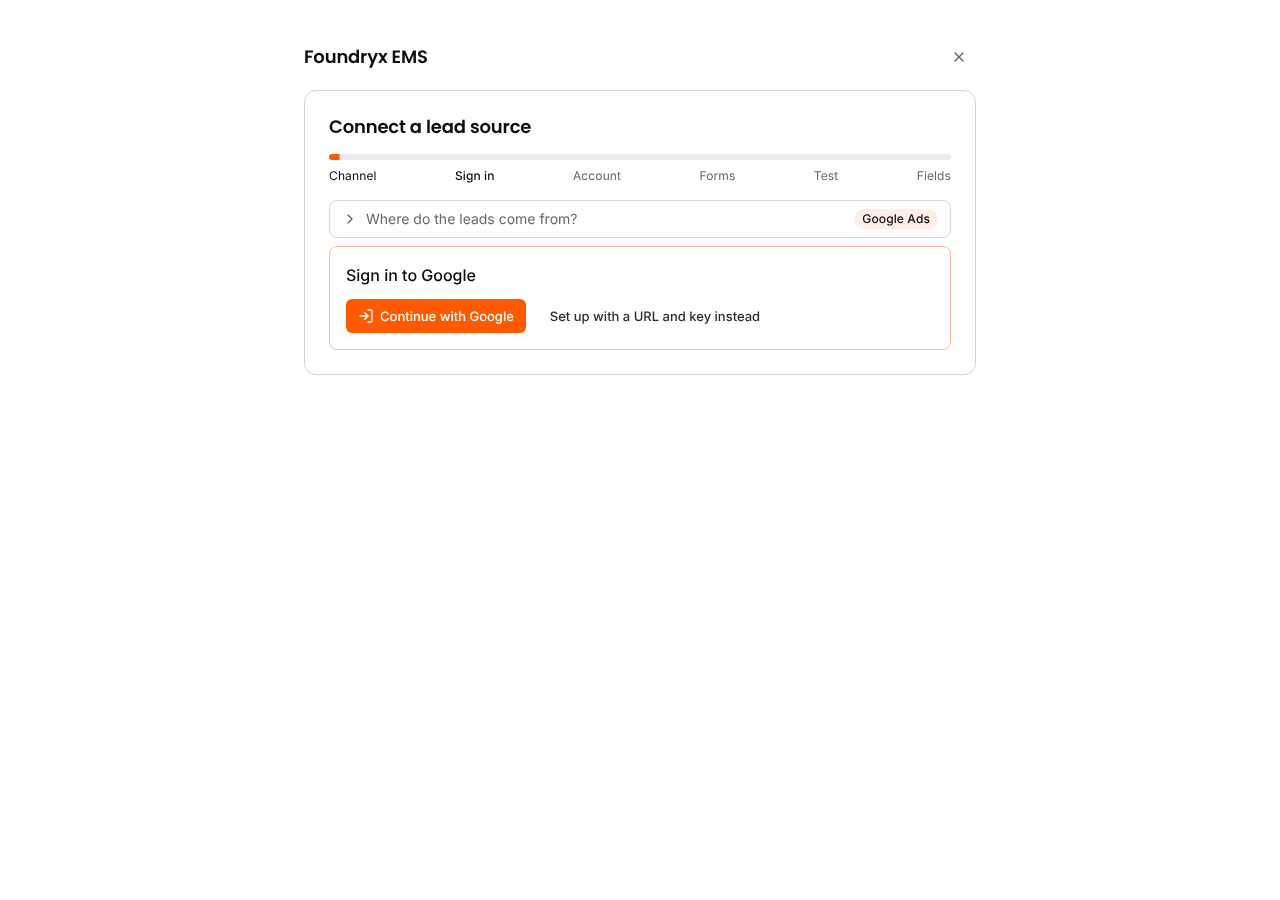 Foundryx EMS
Connect a lead source
Channel Sign in Account Forms Test Fields
Where do the leads come from? Google Ads
Sign in to Google
Continue with Google Set up with a URL and key instead